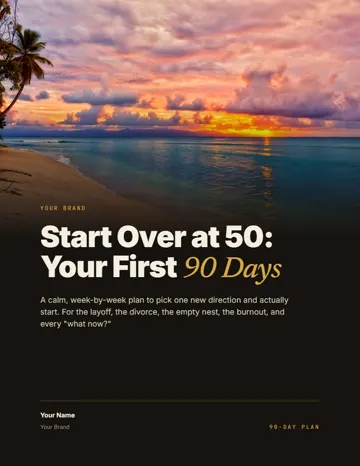 YOUR BRAND
Start Over at 50:
Your First 90 Days
A calm, week-by-week plan to pick one new direction and actually
start. For the layoff, the divorce, the empty nest, the burnout, and
every "what now?"
Your Name
Your Brand
90-DAY PLAN